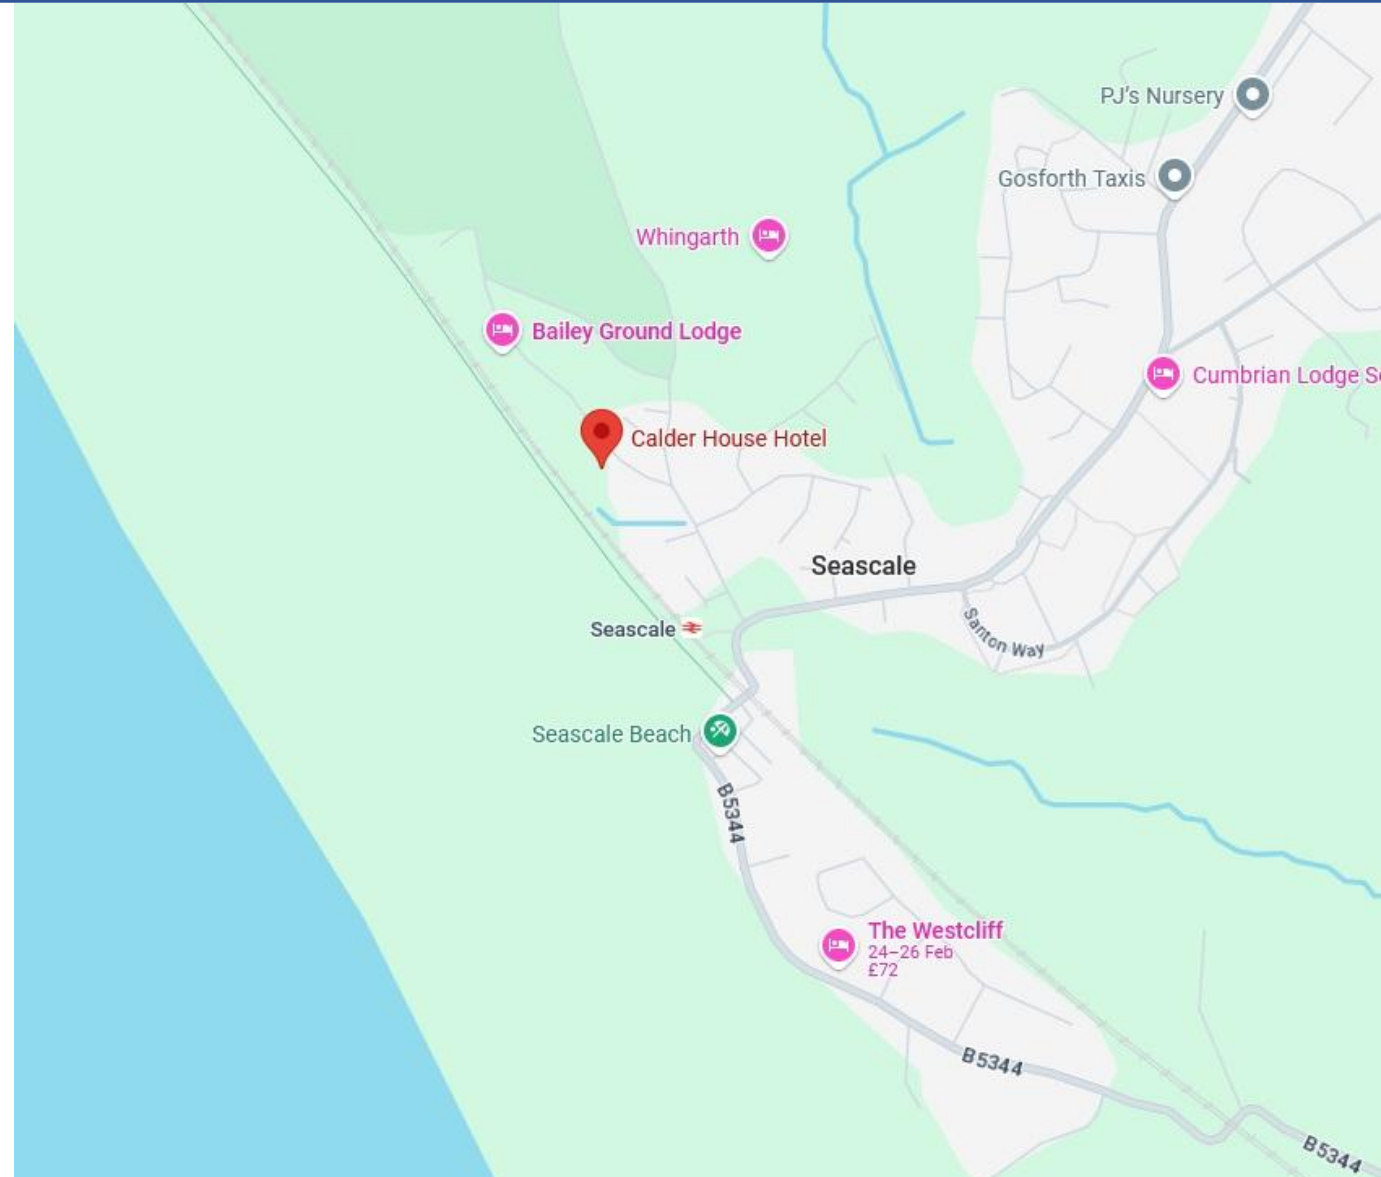 PJ's Nursery
Gosforth Taxis
Whingarth
Bailey Ground Lodge
Cumbrian Lodge S
Calder House Hotel
Seascale
Santon Way
Seascale
Seascale Beach
B5344
The Westcliff
24–26 Feb
£72
B5344
B5344